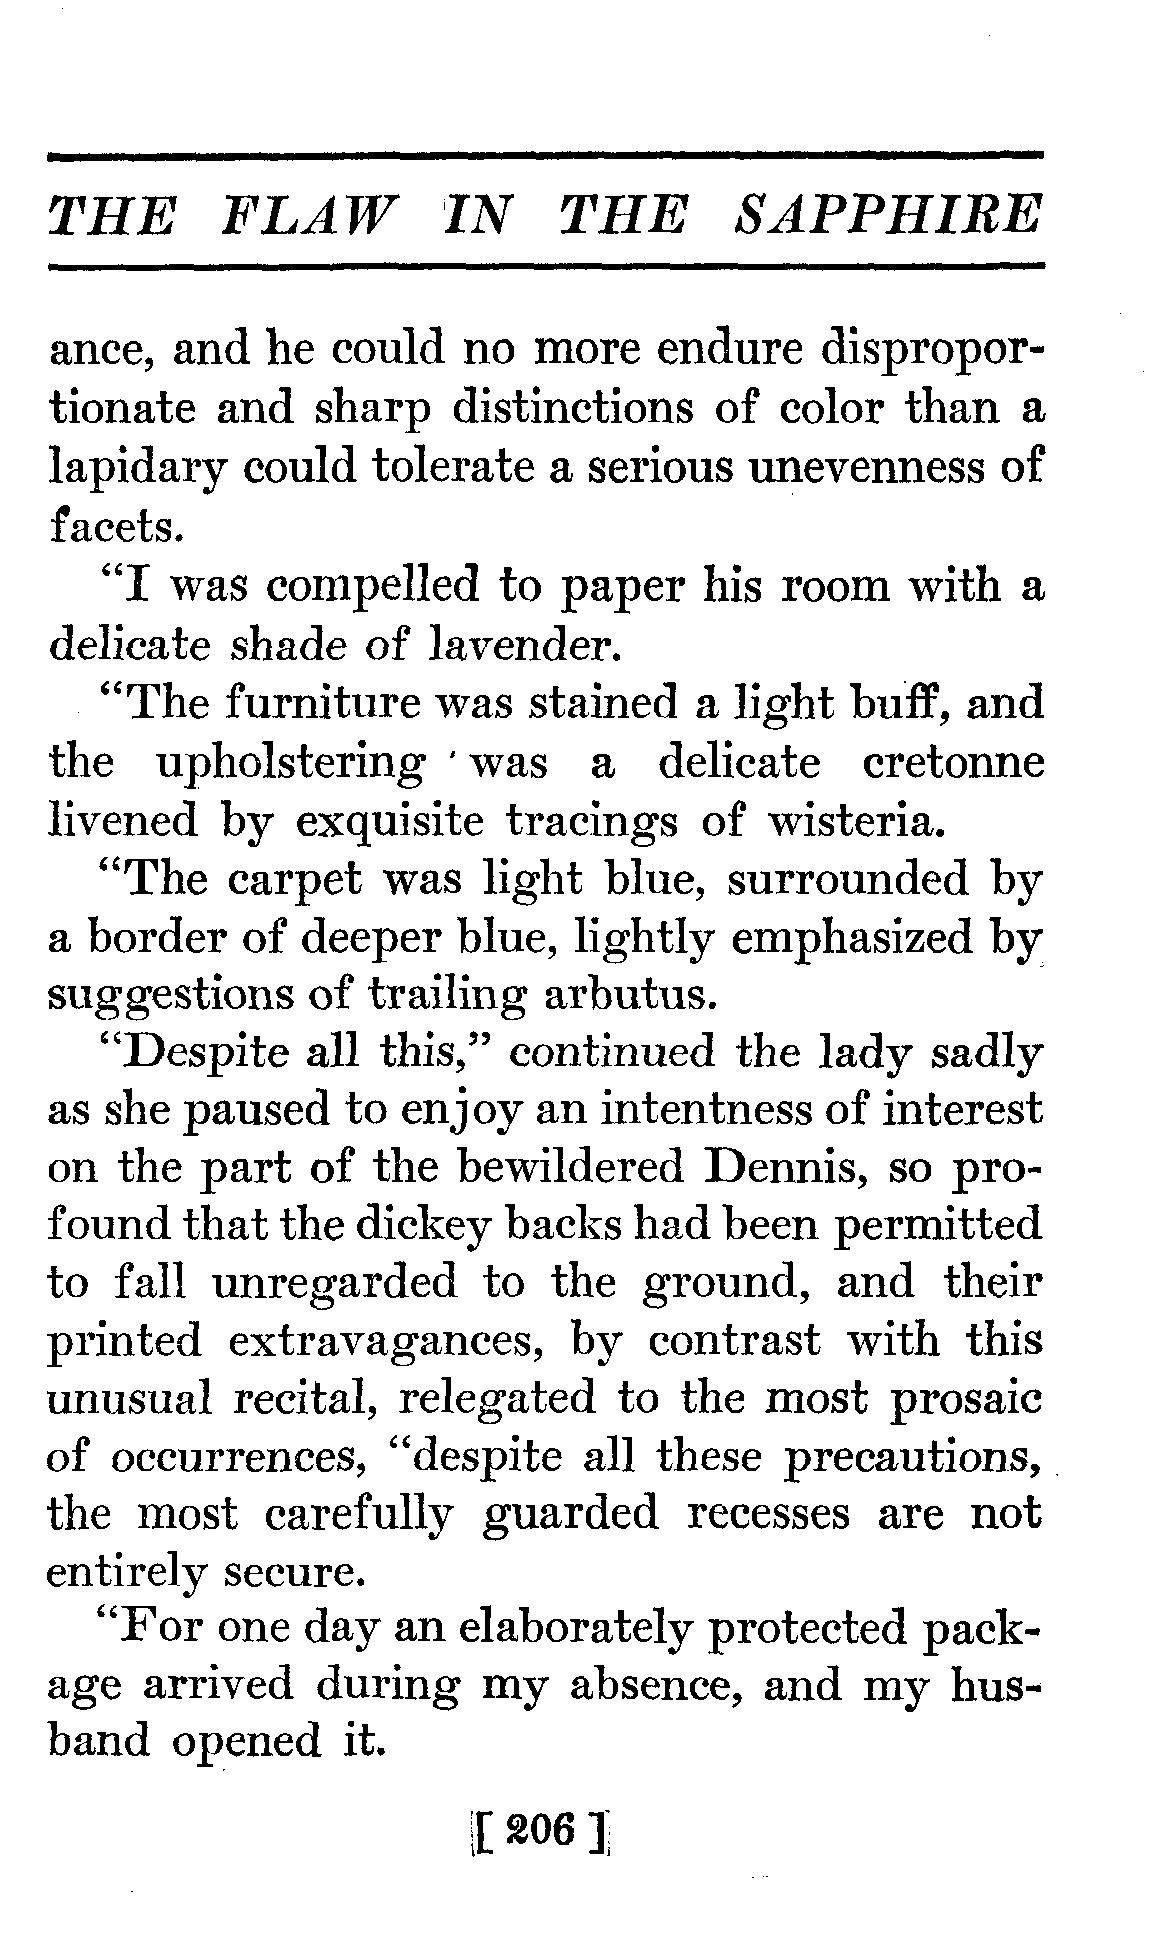 THE FLAW IN THE SAPPHIRE
ance, and he could no more endure dispropor-
tionate and sharp distinctions of color than a
lapidary could tolerate a serious unevenness of
facets.
“I was compelled to paper his room with a
delicate shade of lavender.
“The furniture was stained a light buff, and
the upholstering was a delicate cretonne
livened by exquisite tracings of wisteria.
“The carpet was light blue, surrounded by
a border of deeper blue, lightly emphasized by
suggestions of trailing arbutus.
“Despite all this,” continued the lady sadly
as she paused to enjoy an intentness of interest
on the part of the bewildered Dennis, so pro-
found that the dickey backs had been permitted
to fall unregarded to the ground, and their
printed extravagances, by contrast with this
unusual recital, relegated to the most prosaic
of occurrences, “despite all these precautions,
the most carefully guarded recesses are not
entirely secure.
“For one day an elaborately protected pack-
age arrived during my absence, and my hus-
band opened it.
[ 206 ]